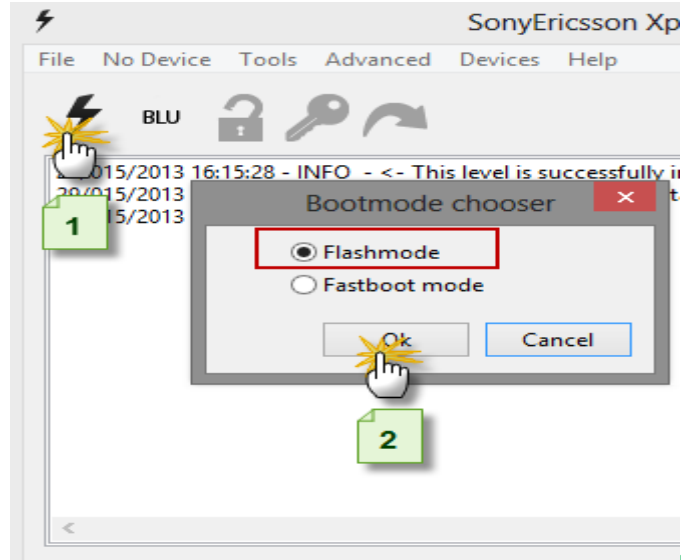 SonyEricsson Xp
File No Device Tools Advanced Devices Help
BLU
015/2013 16:15:28 - INFO - <- This level is successfully in
/015/2013
15/2013
Bootmode chooser
Flashmode
Fastboot mode
Ok Cancel
1
2